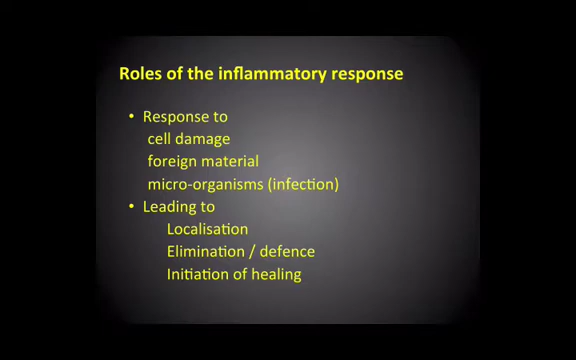 Roles of the inflammatory response
• Response to
cell damage
foreign material
micro-organisms (infection)
• Leading to
Localisation
Elimination / defence
Initiation of healing